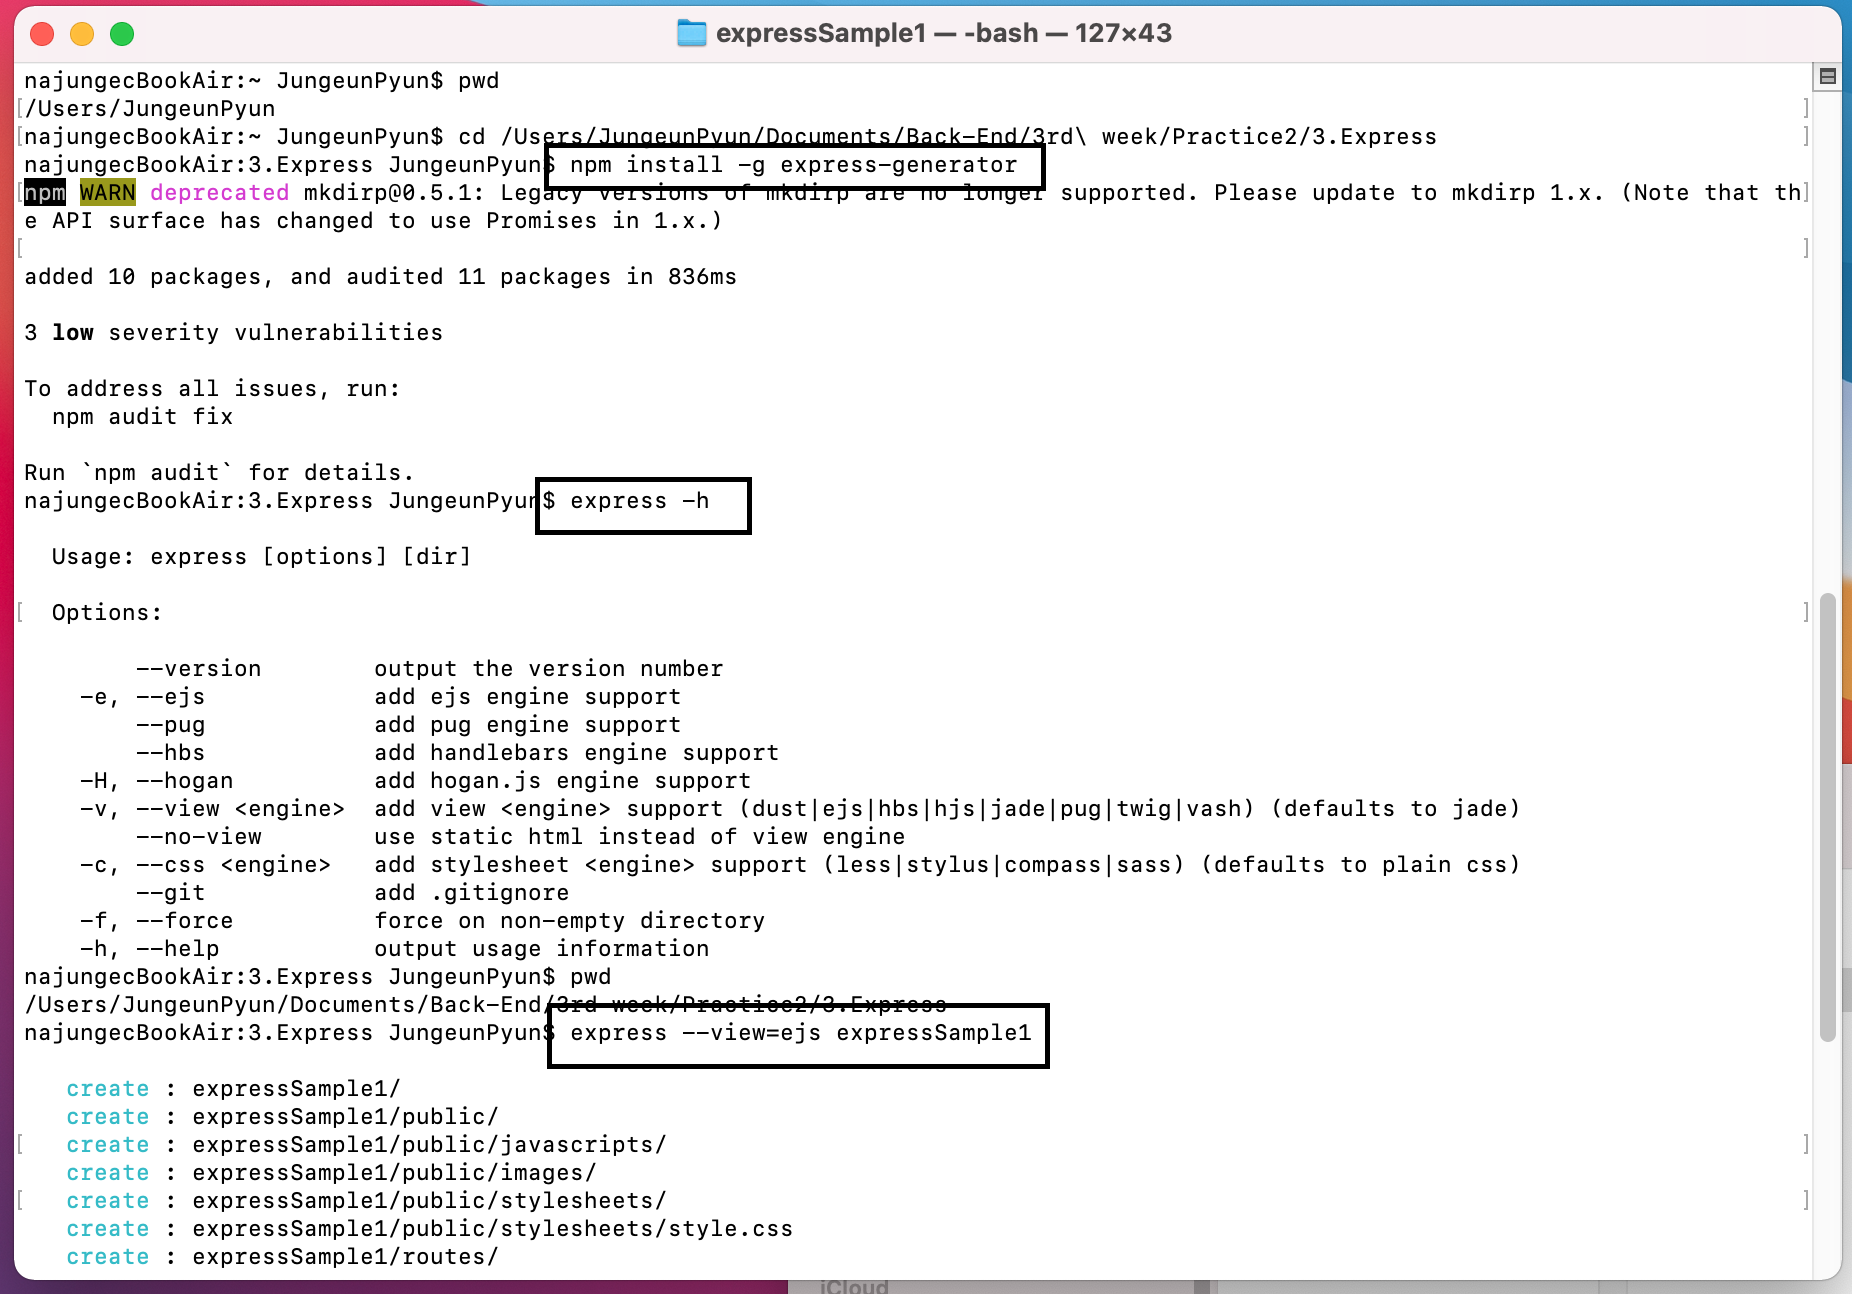 expressSample1 — -bash — 127×43
najungecBookAir:~ JungeunPyun$ pwd
/Users/JungeunPyun
najungecBookAir:~ JungeunPyun$ cd /Users/JungeunPyun/Documents/Back-End/3rd\ week/Practice2/3.Express
najungecBookAir:3.Express JungeunPyun$ npm install -g express-generator
npm WARN deprecated mkdirp@0.5.1: Legacy versions of mkdirp are no longer supported. Please update to mkdirp 1.x. (Note that th
e API surface has changed to use Promises in 1.x.)
added 10 packages, and audited 11 packages in 836ms
3 low severity vulnerabilities
To address all issues, run:
  npm audit fix
Run `npm audit` for details.
najungecBookAir:3.Express JungeunPyun$ express -h
  Usage: express [options] [dir]
  Options:
        --version        output the version number
    -e, --ejs            add ejs engine support
        --pug            add pug engine support
        --hbs            add handlebars engine support
    -H, --hogan          add hogan.js engine support
    -v, --view <engine>  add view <engine> support (dust|ejs|hbs|hjs|jade|pug|twig|vash) (defaults to jade)
        --no-view        use static html instead of view engine
    -c, --css <engine>   add stylesheet <engine> support (less|stylus|compass|sass) (defaults to plain css)
        --git            add .gitignore
    -f, --force          force on non-empty directory
    -h, --help           output usage information
najungecBookAir:3.Express JungeunPyun$ pwd
/Users/JungeunPyun/Documents/Back-End/3rd week/Practice2/3.Express
najungecBookAir:3.Express JungeunPyun$ express --view=ejs expressSample1
   create : expressSample1/
   create : expressSample1/public/
   create : expressSample1/public/javascripts/
   create : expressSample1/public/images/
   create : expressSample1/public/stylesheets/
   create : expressSample1/public/stylesheets/style.css
   create : expressSample1/routes/
iCloud